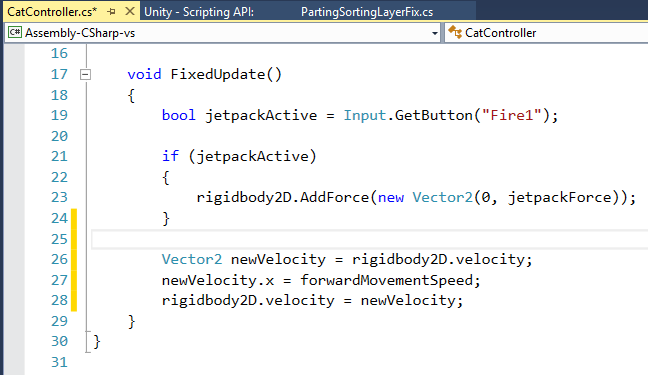 CatController.cs* Unity - Scripting API: PartingSortingLayerFix.cs
C# Assembly-CSharp-vs CatController
16
17 void FixedUpdate()
18 {
19 bool jetpackActive = Input.GetButton("Fire1");
20
21 if (jetpackActive)
22 {
23 rigidbody2D.AddForce(new Vector2(0, jetpackForce));
24 }
25
26 Vector2 newVelocity = rigidbody2D.velocity;
27 newVelocity.x = forwardMovementSpeed;
28 rigidbody2D.velocity = newVelocity;
29 }
30 }
31